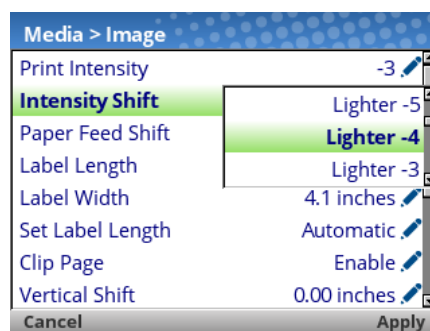 Media > Image
Print Intensity -3
Intensity Shift Lighter -5
Lighter -4
Paper Feed Shift
Label Length Lighter -3
Label Width 4.1 inches
Set Label Length Automatic
Clip Page Enable
Vertical Shift 0.00 inches
Cancel Apply